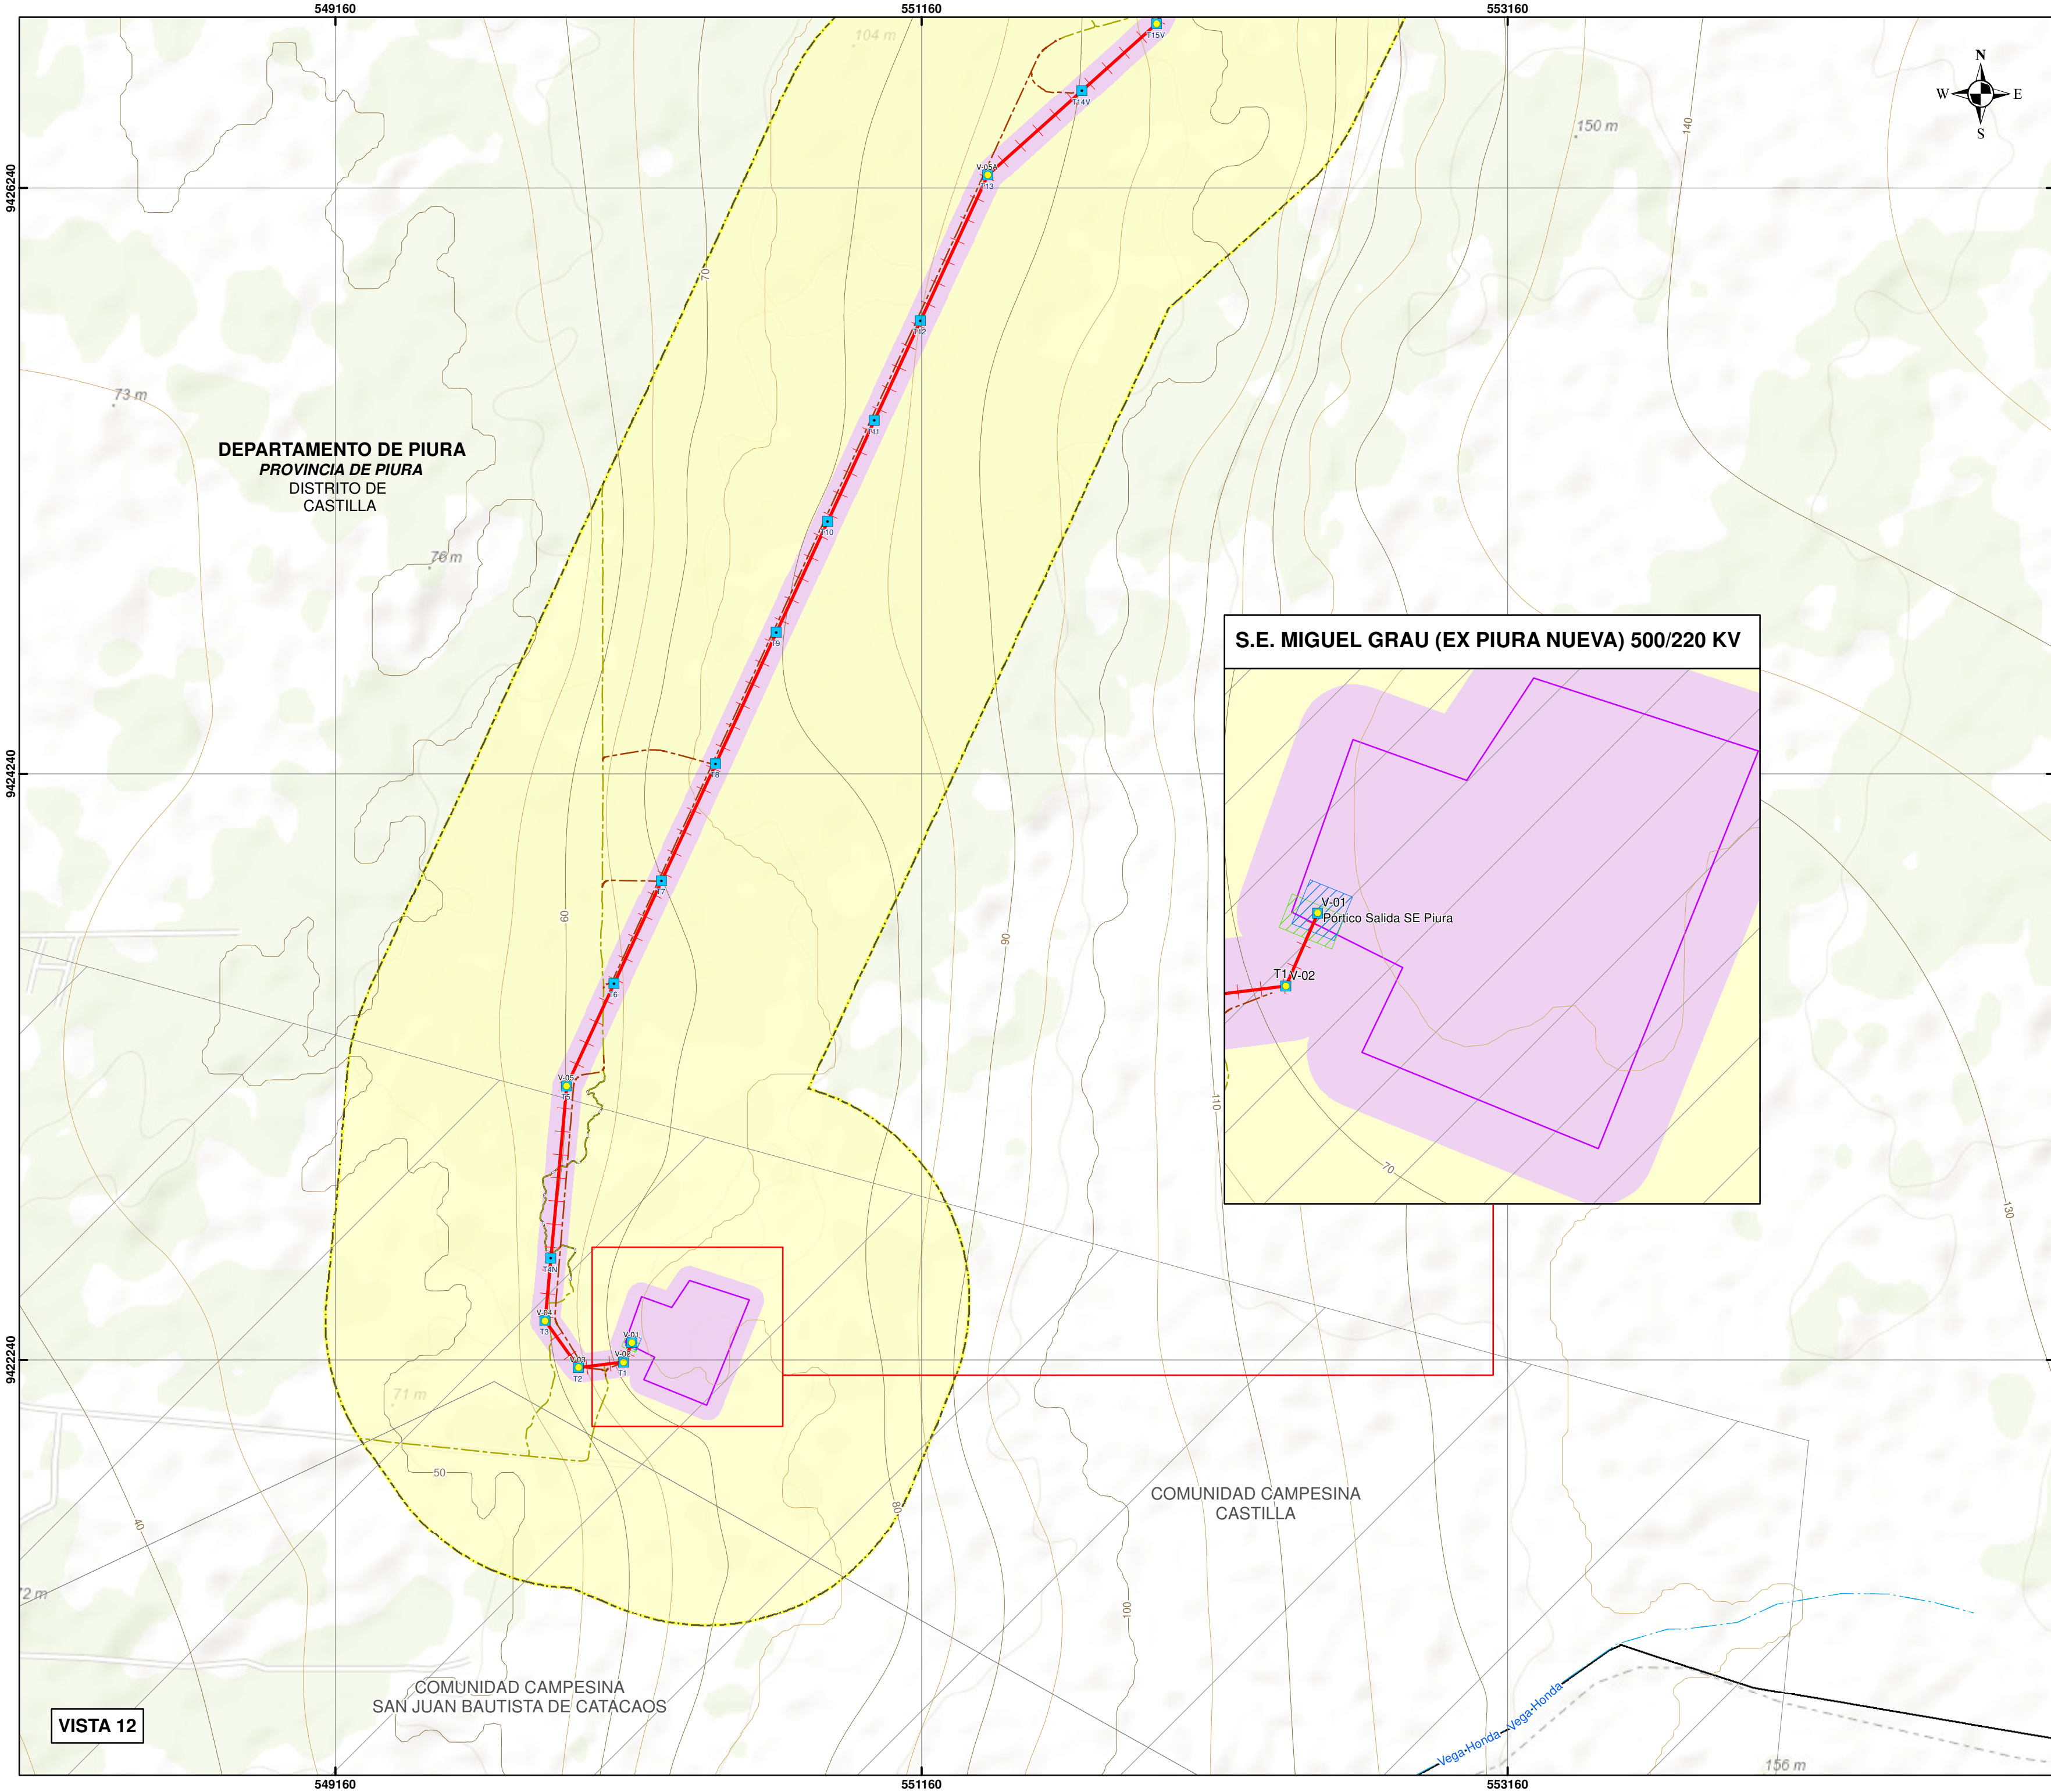 549160
551160
553160
104 m
T15V
N
W
E
S
T14V
150 m
140
V-05A
T13
9426240
70
T12
73 m
T11
DEPARTAMENTO DE PIURA
PROVINCIA DE PIURA
DISTRITO DE
CASTILLA
T10
76 m
T9
S.E. MIGUEL GRAU (EX PIURA NUEVA) 500/220 KV
9424240
T8
T7
60
90
V-01
Pórtico Salida SE Piura
T1
V-02
T6
V-05
T5
110
70
130
T4N
V-04
T3
V-01
V-02
T1
V-03
T2
9422240
71 m
50
80
40
COMUNIDAD CAMPESINA
CASTILLA
100
72 m
COMUNIDAD CAMPESINA
SAN JUAN BAUTISTA DE CATACAOS
Vega-Honda
Vega-Honda
VISTA 12
156 m
549160
551160
553160